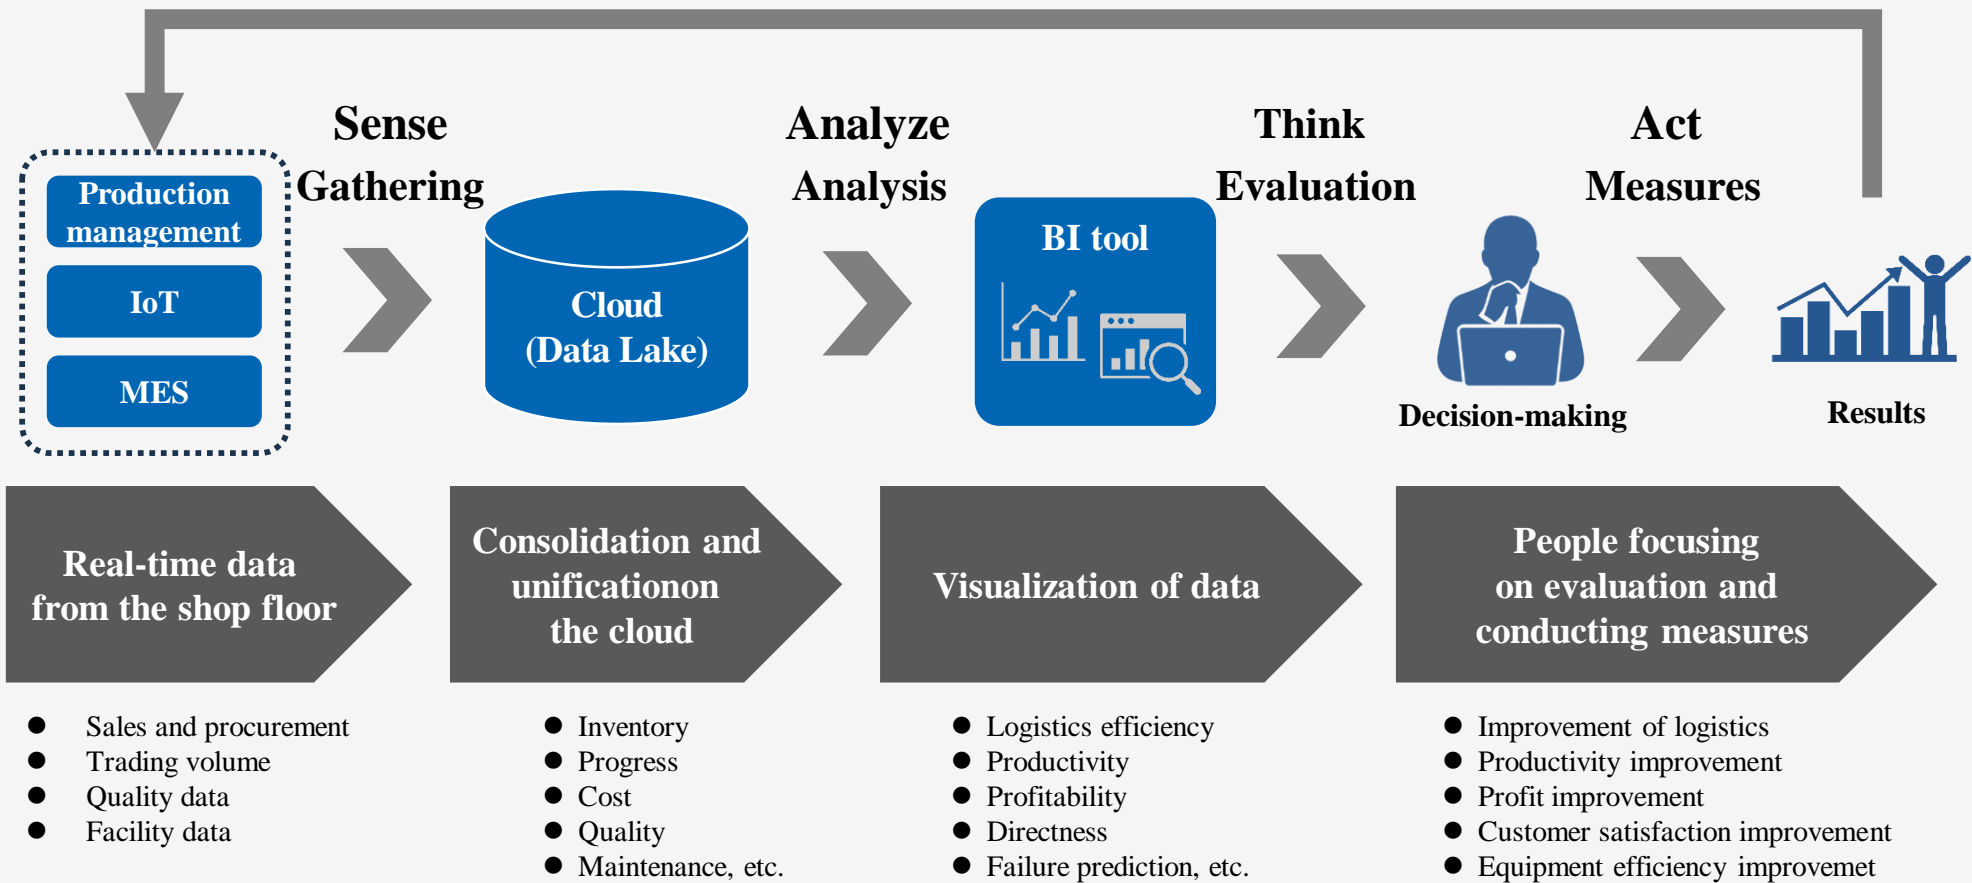 Sense
Gathering
Analyze
Analysis
Think
Evaluation
Act
Measures
Production
management
IoT
MES
Cloud
(Data Lake)
BI tool
Decision-making
Results
Real-time data
from the shop floor
Consolidation and
unificationon
the cloud
Visualization of data
People focusing
on evaluation and
conducting measures
● Sales and procurement
● Trading volume
● Quality data
● Facility data
● Inventory
● Progress
● Cost
● Quality
● Maintenance, etc.
● Logistics efficiency
● Productivity
● Profitability
● Directness
● Failure prediction, etc.
● Improvement of logistics
● Productivity improvement
● Profit improvement
● Customer satisfaction improvement
● Equipment efficiency improvemet